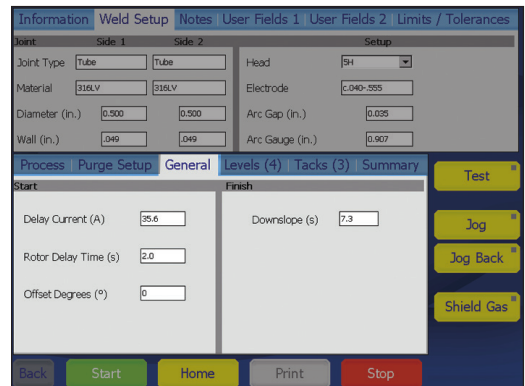 Information Weld Setup Notes User Fields 1 User Fields 2 Limits / Tolerances
Joint Side 1 Side 2 Setup
Joint Type Tube Tube Head 5H
Material 316LV 316LV Electrode c.040-.555
Diameter (in.) 0.500 0.500 Arc Gap (in.) 0.035
Wall (in.) .049 .049 Arc Gauge (in.) 0.907
Process Purge Setup General Levels (4) Tacks (3) Summary
Start Finish
Delay Current (A) 35.6 Downslope (s) 7.3
Rotor Delay Time (s) 2.0
Offset Degrees (°) 0
Test
Jog
Jog Back
Shield Gas
Back Start Home Print Stop